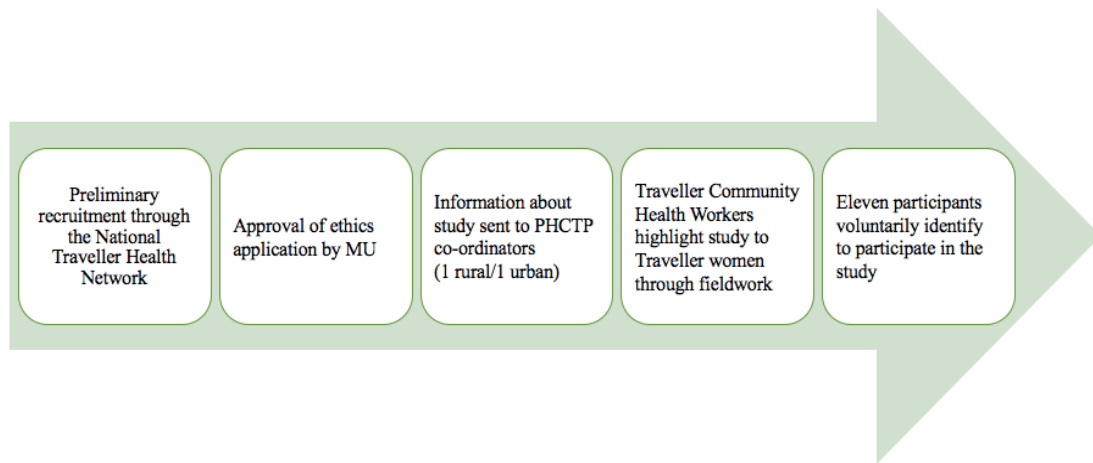 Preliminary
recruitment through
the National
Traveller Health
Network
Approval of ethics
application by MU
Information about
study sent to PHCTP
co-ordinators
(1 rural/1 urban)
Traveller Community
Health Workers
highlight study to
Traveller women
through fieldwork
Eleven participants
voluntarily identify
to participate in the
study